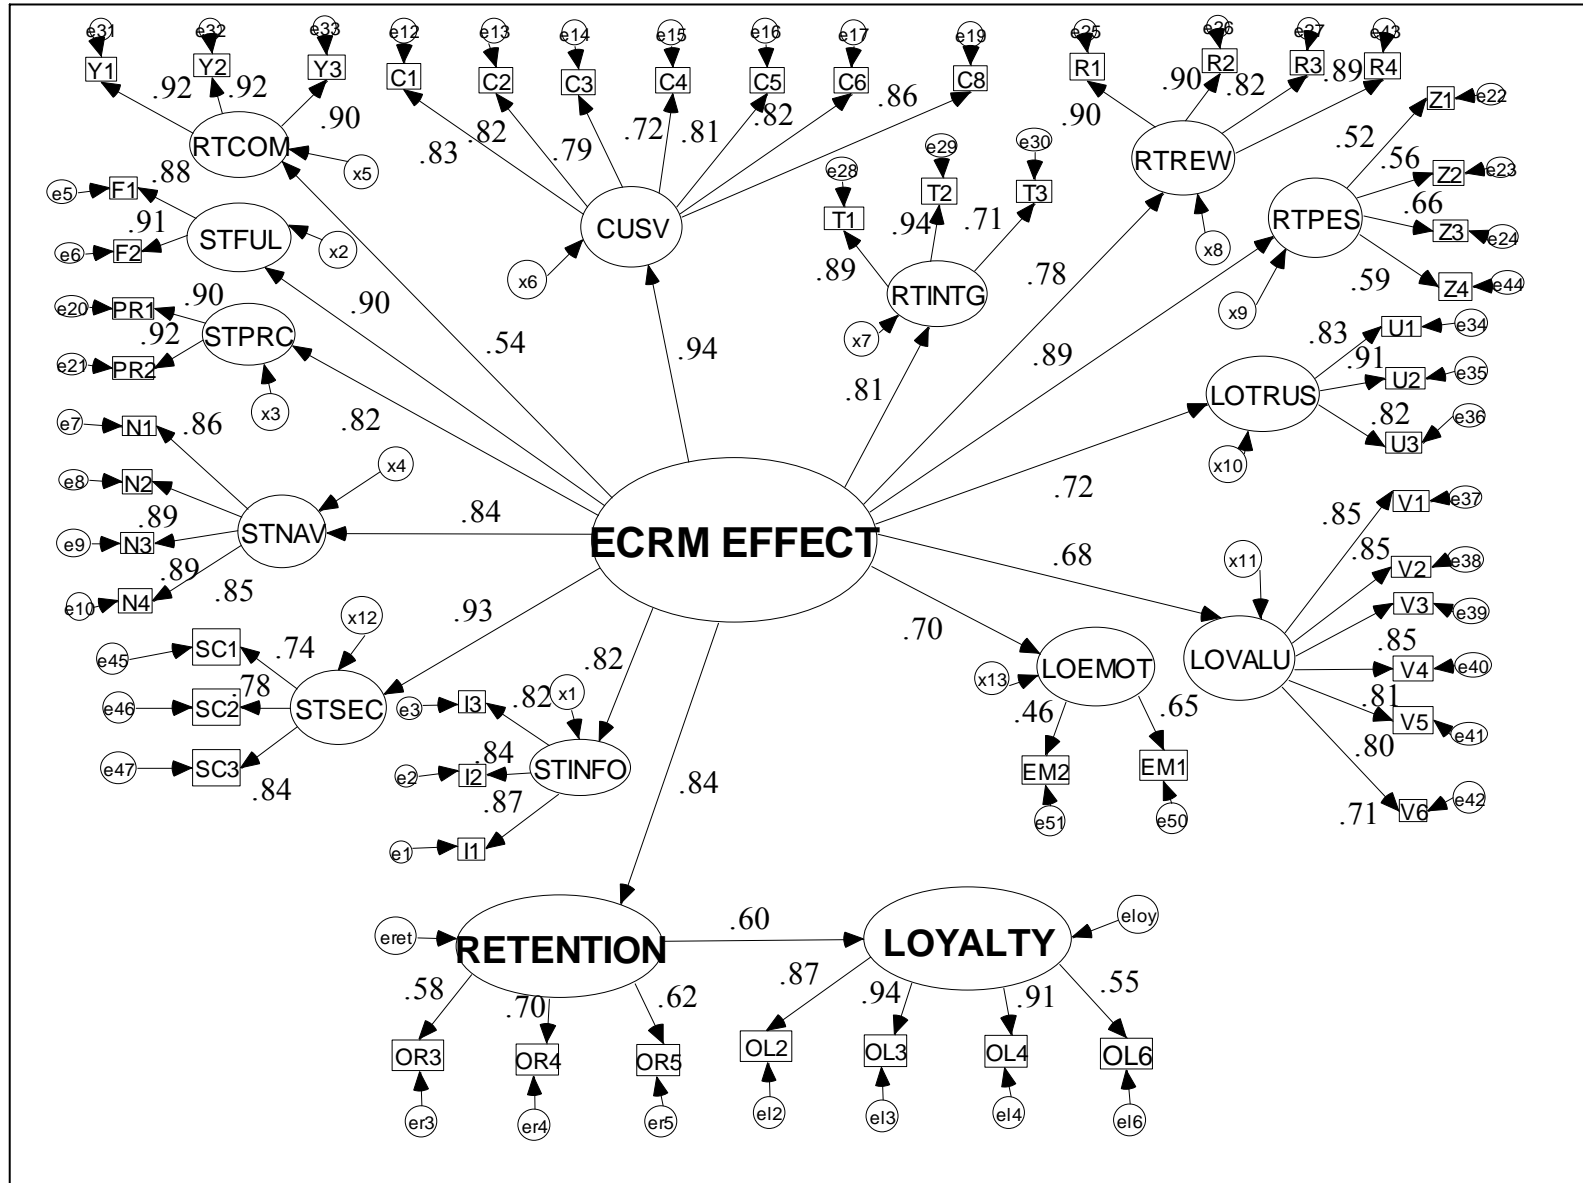 e31 e32 e33 e12 e13 e14 e15 e16 e17 e19 e25 e26 e27 e43
Y1 Y2 Y3 C1 C2 C3 C4 C5 C6 C8 R1 R2 R3 R4
.92 .92 .90 .83 .82 .79 .72 .81 .82 .86 .90 .90 .82 .89
Z1 e22
RTCOM x5 e28 e29 e30 RTREW .52
.56 Z2 e23
e5 F1 .88 T1 T2 T3 RTPES .66
e6 F2 .91 STFUL x2 CUSV x6 .94 .71 x8 Z3 e24
.89 RTINTG .59 Z4 e44
e20 PR1 .90 .90 .78 x9
e21 PR2 .92 STPRC x7 .83 U1 e34
x3 .54 .94 .89 .91 U2 e35
.81 LOTRUS .82 U3 e36
e7 N1 .86 .82 x10
e8 N2 x4 .72 V1 e37
e9 N3 .89 STNAV .84 ECRM EFFECT .85
e10 N4 .89 .85 .68 x11 .85 V2 e38
x12 .93 V3 e39
e45 SC1 .74 .82 .70 LOEMOT LOVALU .85 V4 e40
e46 SC2 .78 STSEC e3 I3 .82 x1 x13 .81 V5 e41
e47 SC3 .84 e2 I2 .84 STINFO .46 .65 .80
.87 .84 EM2 EM1 .71 V6 e42
e1 I1 e51 e50
eret RETENTION .60 LOYALTY eloy
.58 .70 .62 .87 .94 .91 .55
OR3 OR4 OR5 OL2 OL3 OL4 OL6
er3 er4 er5 el2 el3 el4 el6